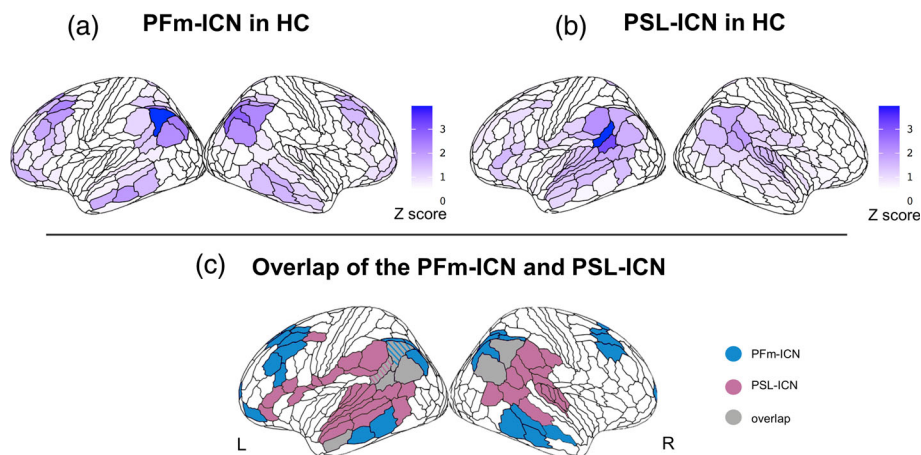 (a) PFm-ICN in HC
(b) PSL-ICN in HC
3
2
1
0
Z score
3
2
1
0
Z score
(c) Overlap of the PFm-ICN and PSL-ICN
PFm-ICN
PSL-ICN
overlap
L
R